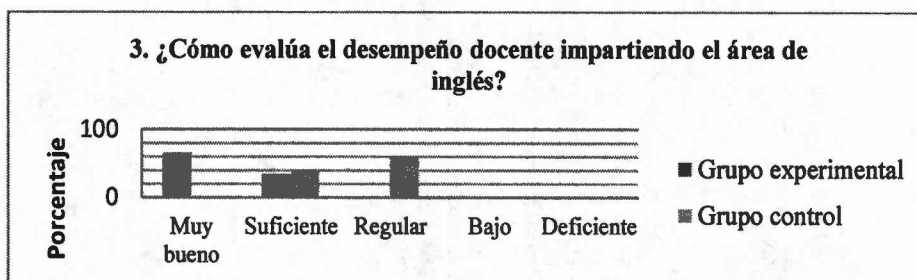 3. ¿Cómo evalúa el desempeño docente impartiendo el área de
inglés?
Porcentaje
100
0
Muy
bueno
Suficiente
Regular
Bajo
Deficiente
Grupo experimental
Grupo control